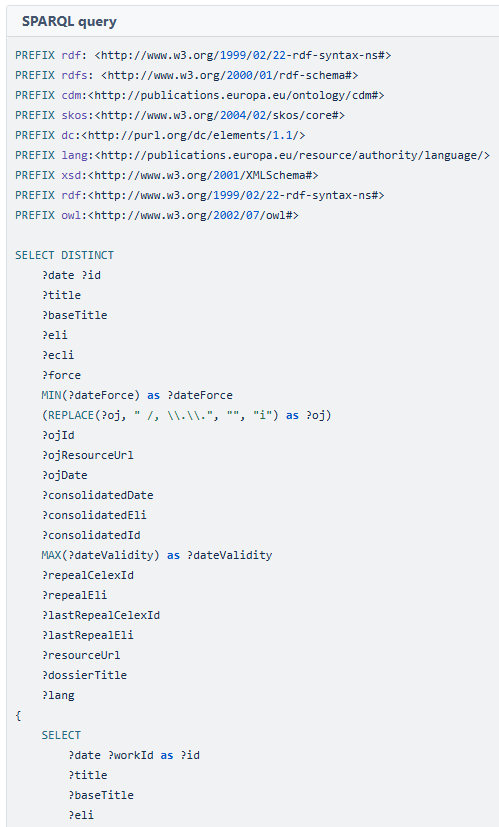 SPARQL query
PREFIX rdf: <http://www.w3.org/1999/02/22-rdf-syntax-ns#>
PREFIX rdfs: <http://www.w3.org/2000/01/rdf-schema#>
PREFIX cdm:<http://publications.europa.eu/ontology/cdm#>
PREFIX skos:<http://www.w3.org/2004/02/skos/core#>
PREFIX dc:<http://purl.org/dc/elements/1.1/>
PREFIX lang:<http://publications.europa.eu/resource/authority/language/>
PREFIX xsd:<http://www.w3.org/2001/XMLSchema#>
PREFIX rdf:<http://www.w3.org/1999/02/22-rdf-syntax-ns#>
PREFIX owl:<http://www.w3.org/2002/07/owl#>
SELECT DISTINCT
?date ?id
?title
?baseTitle
?eli
?ecli
?force
MIN(?dateForce) as ?dateForce
(REPLACE(?oj, " /, \\.\\.", "", "i") as ?oj)
?ojId
?ojResourceUrl
?ojDate
?consolidatedDate
?consolidatedEli
?consolidatedId
MAX(?dateValidity) as ?dateValidity
?repealCelexId
?repealEli
?lastRepealCelexId
?lastRepealEli
?resourceUrl
?dossierTitle
?lang
{
SELECT
?date ?workId as ?id
?title
?baseTitle
?eli